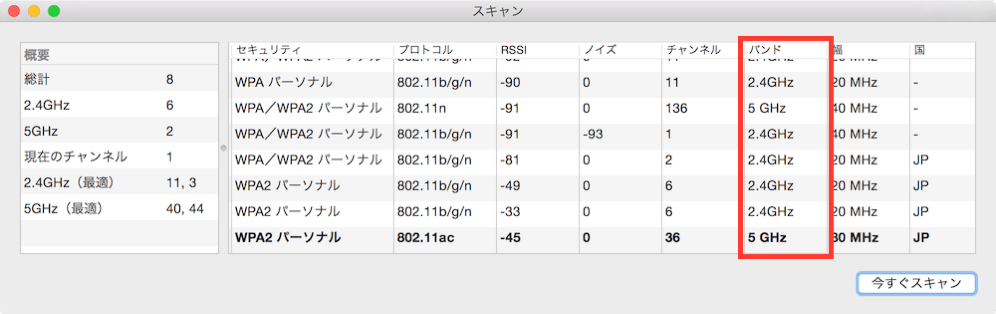 スキャン
概要
総計 8
2.4GHz 6
5GHz 2
現在のチャンネル 1
2.4GHz（最適） 11, 3
5GHz（最適） 40, 44
セキュリティ プロトコル RSSI ノイズ チャンネル バンド 幅 国
WPA パーソナル 802.11b/g/n -90 0 11 2.4GHz 20 MHz -
WPA／WPA2 パーソナル 802.11n -91 0 136 5 GHz 40 MHz -
WPA／WPA2 パーソナル 802.11b/g/n -91 -93 1 2.4GHz 40 MHz -
WPA／WPA2 パーソナル 802.11b/g/n -81 0 2 2.4GHz 20 MHz JP
WPA2 パーソナル 802.11b/g/n -49 0 6 2.4GHz 20 MHz JP
WPA2 パーソナル 802.11b/g/n -33 0 6 2.4GHz 20 MHz JP
WPA2 パーソナル 802.11ac -45 0 36 5 GHz 80 MHz JP
今すぐスキャン